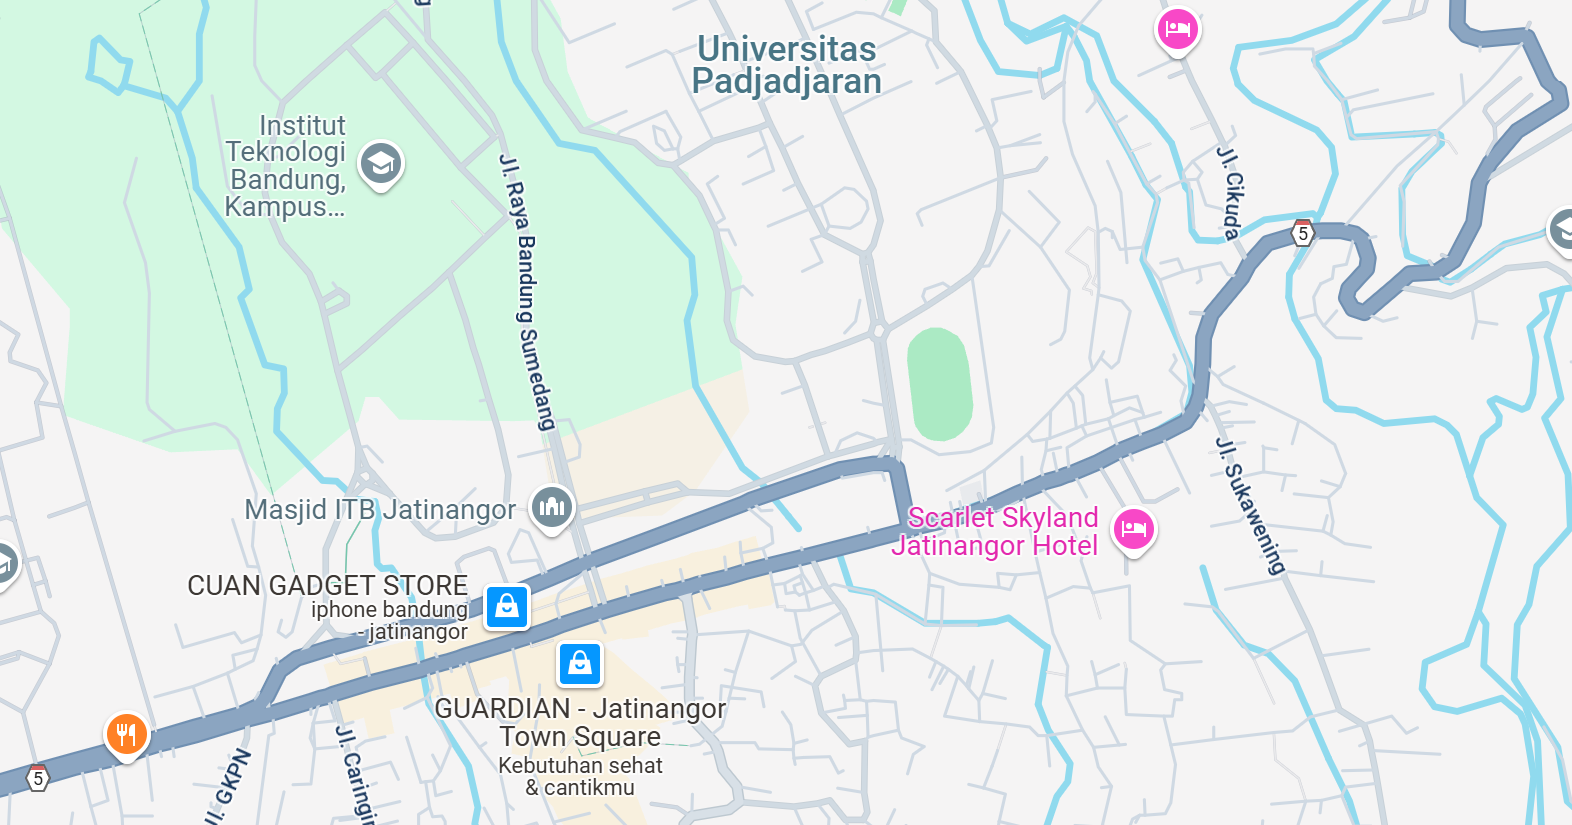 Universitas
Padjadjaran
Institut
Teknologi
Bandung,
Kampus...
Jl. Raya Bandung Sumedang
Jl. Cikuda
5
Jl. Sukawening
Masjid ITB Jatinangor
Scarlet Skyland
Jatinangor Hotel
CUAN GADGET STORE
iphone bandung
- jatinangor
GUARDIAN - Jatinangor
Town Square
Kebutuhan sehat
& cantikmu
5
Jl. GKPN
Jl. Caringin